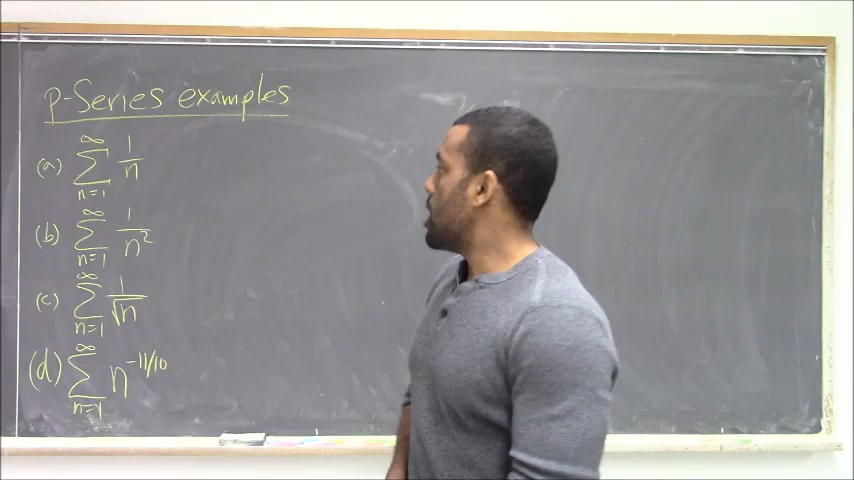 p-Series examples
(a) ∑_{n=1}^{∞} 1/n
(b) ∑_{n=1}^{∞} 1/n²
(c) ∑_{n=1}^{∞} 1/√n
(d) ∑_{n=1}^{∞} n^{-11/10}